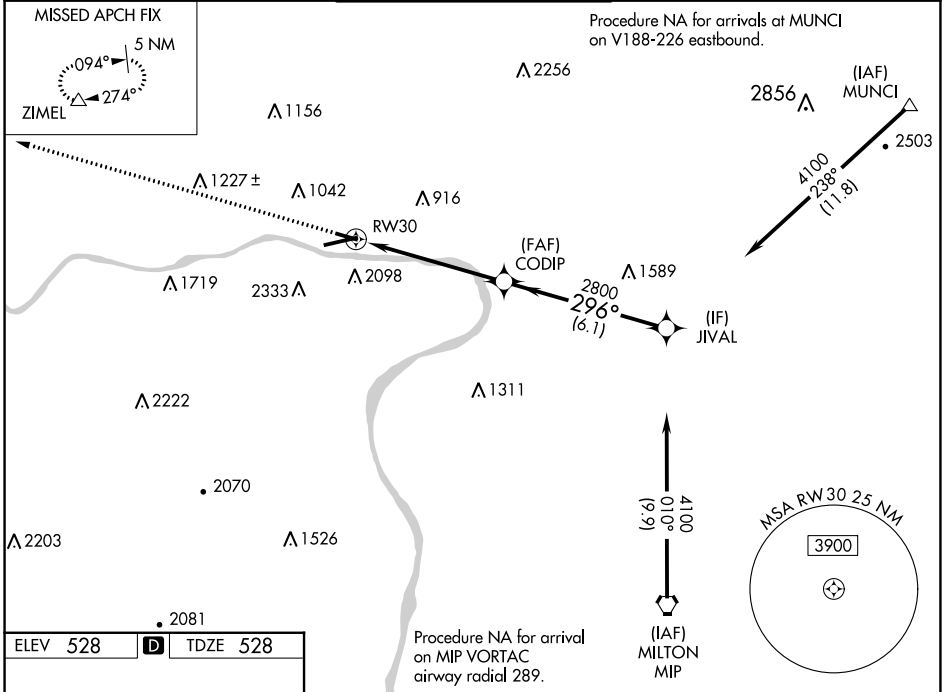 MISSED APCH FIX
5 NM
094°
274°
ZIMEL
Procedure NA for arrivals at MUNCI
on V188-226 eastbound.
2256
(IAF)
MUNCI
2856
2503
1156
4100
238°
(11.8)
1227 ±
1042
916
RW30
(FAF)
CODIP
1589
2098
1719
2333
2800
296°
(6.1)
(IF)
JIVAL
1311
2222
2070
4100
010°
(9.9)
MSA RW30 25 NM
3900
2203
1526
2081
(IAF)
MILTON
MIP
Procedure NA for arrival
on MIP VORTAC
airway radial 289.
ELEV 528 D TDZE 528